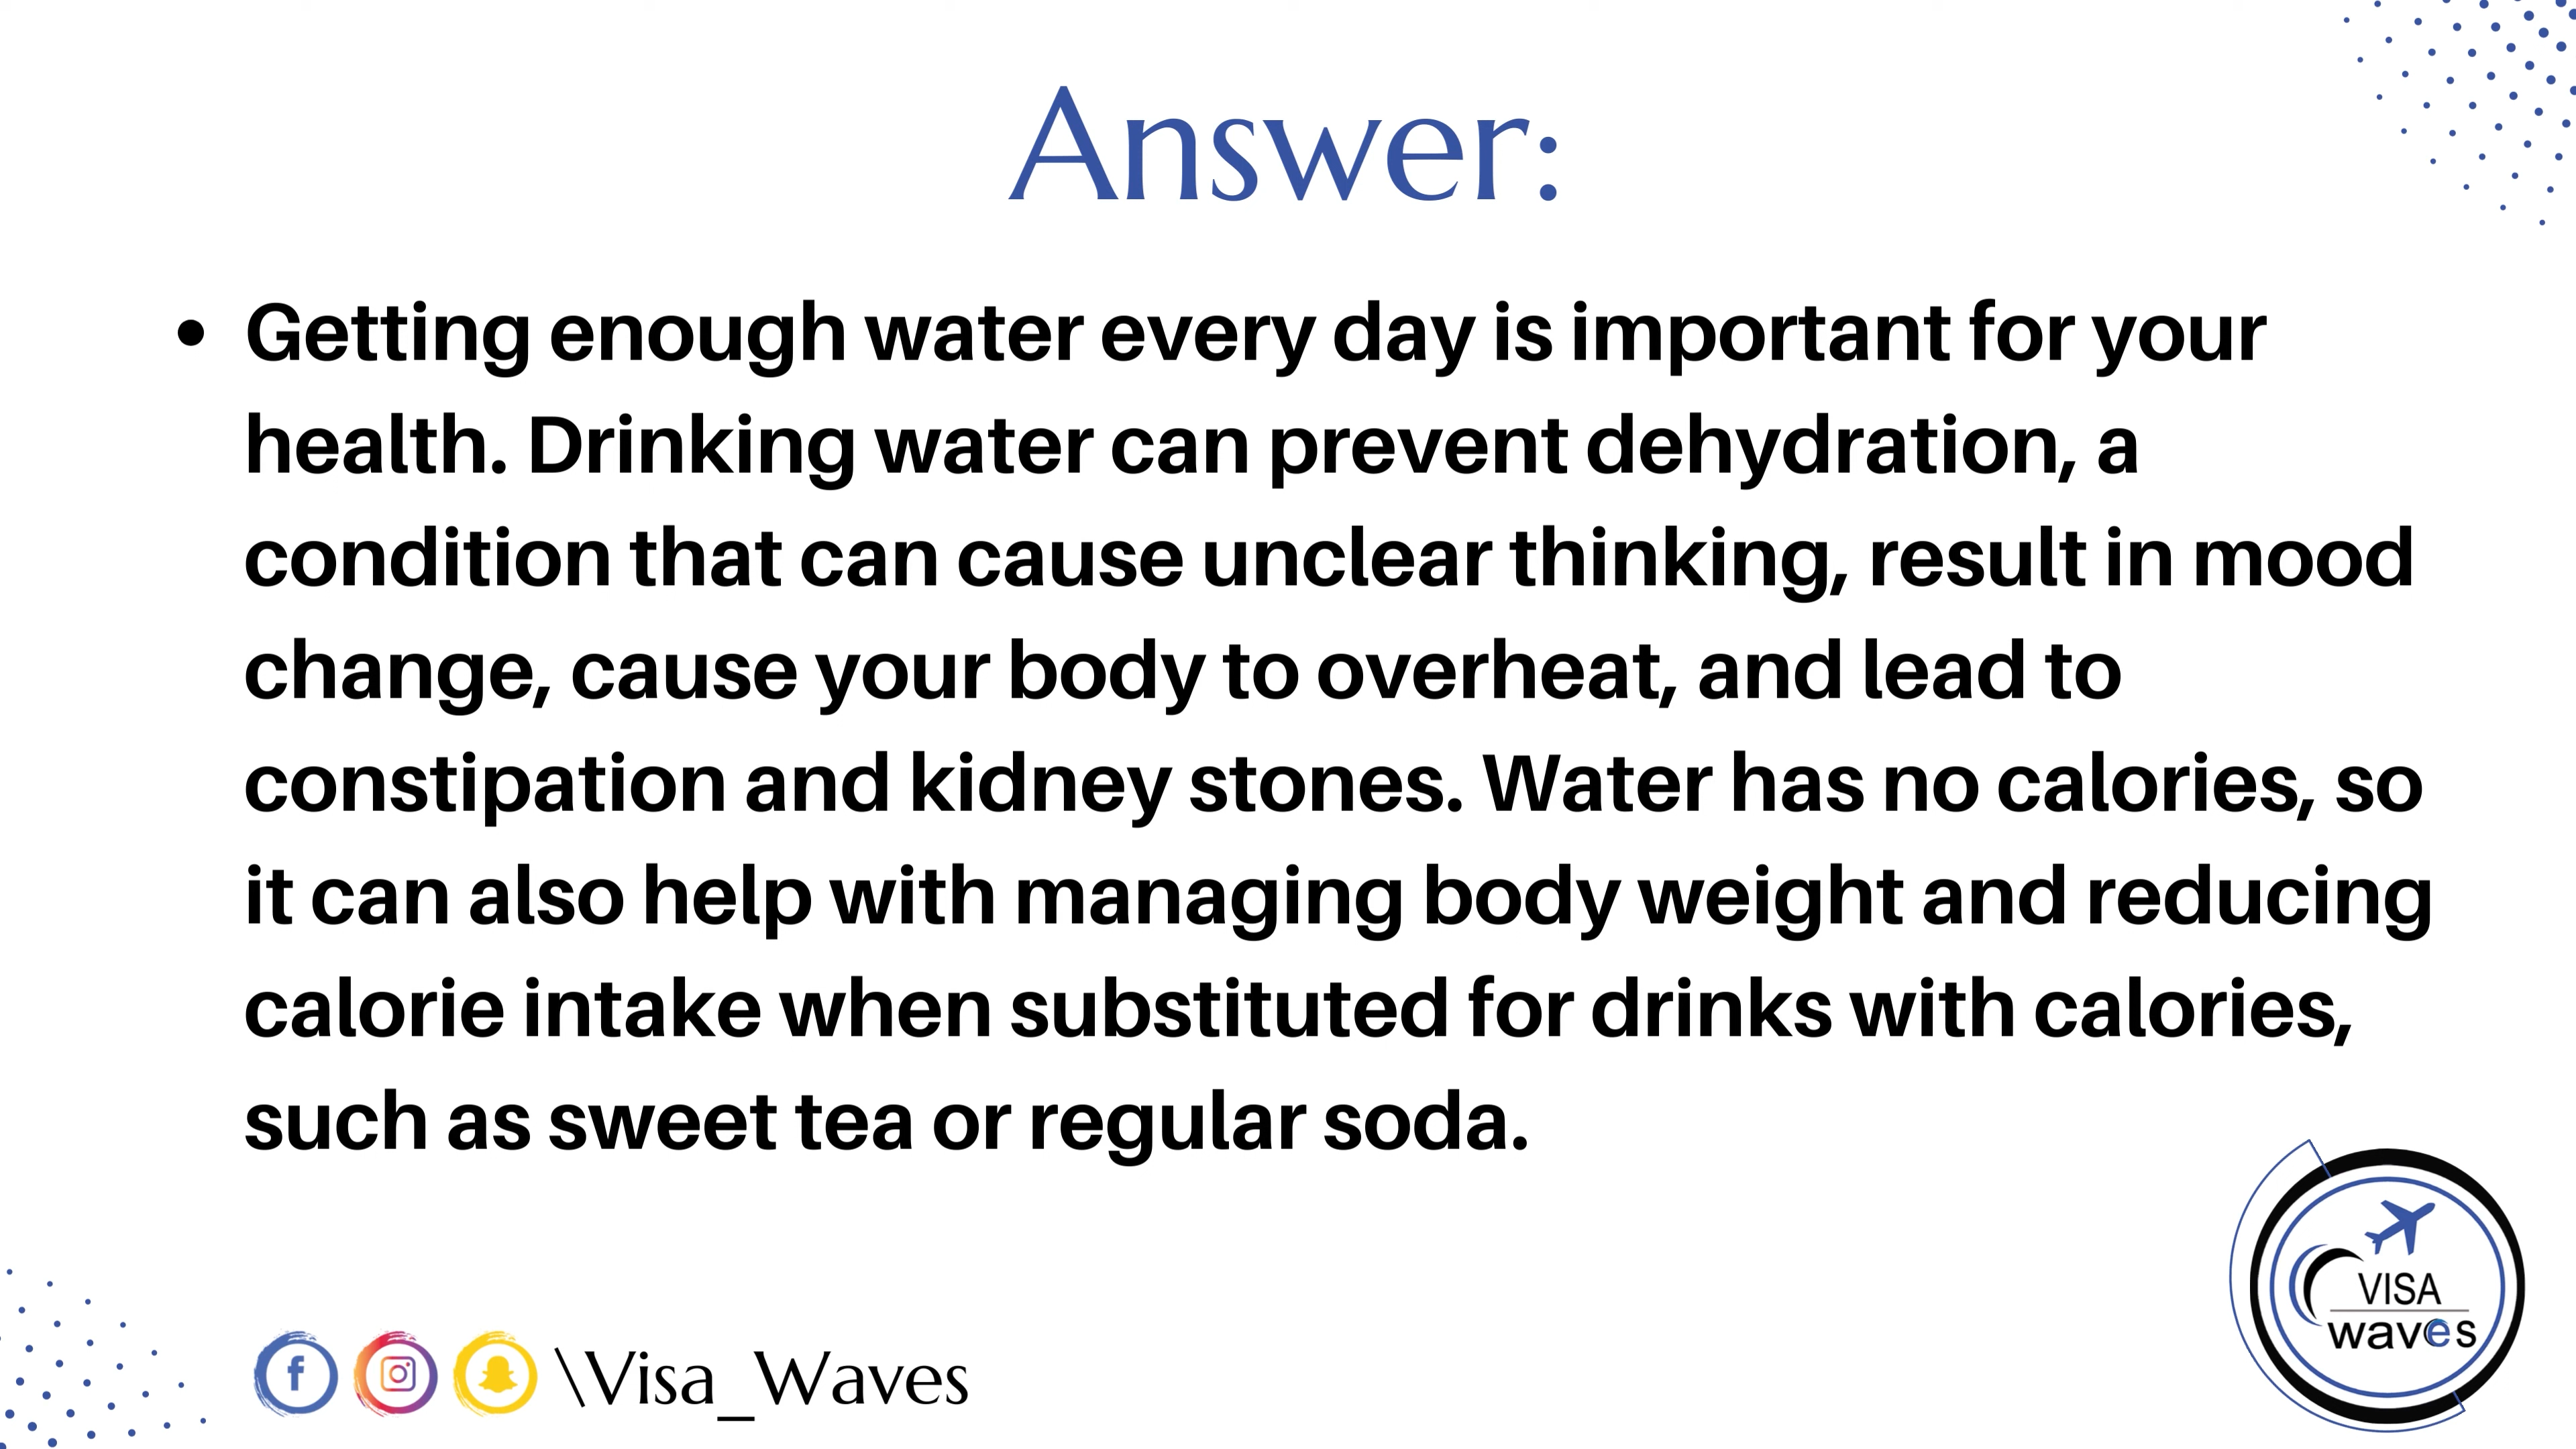 Answer:
• Getting enough water every day is important for your
health. Drinking water can prevent dehydration, a
condition that can cause unclear thinking, result in mood
change, cause your body to overheat, and lead to
constipation and kidney stones. Water has no calories, so
it can also help with managing body weight and reducing
calorie intake when substituted for drinks with calories,
such as sweet tea or regular soda.
VISA
waves
\Visa_Waves